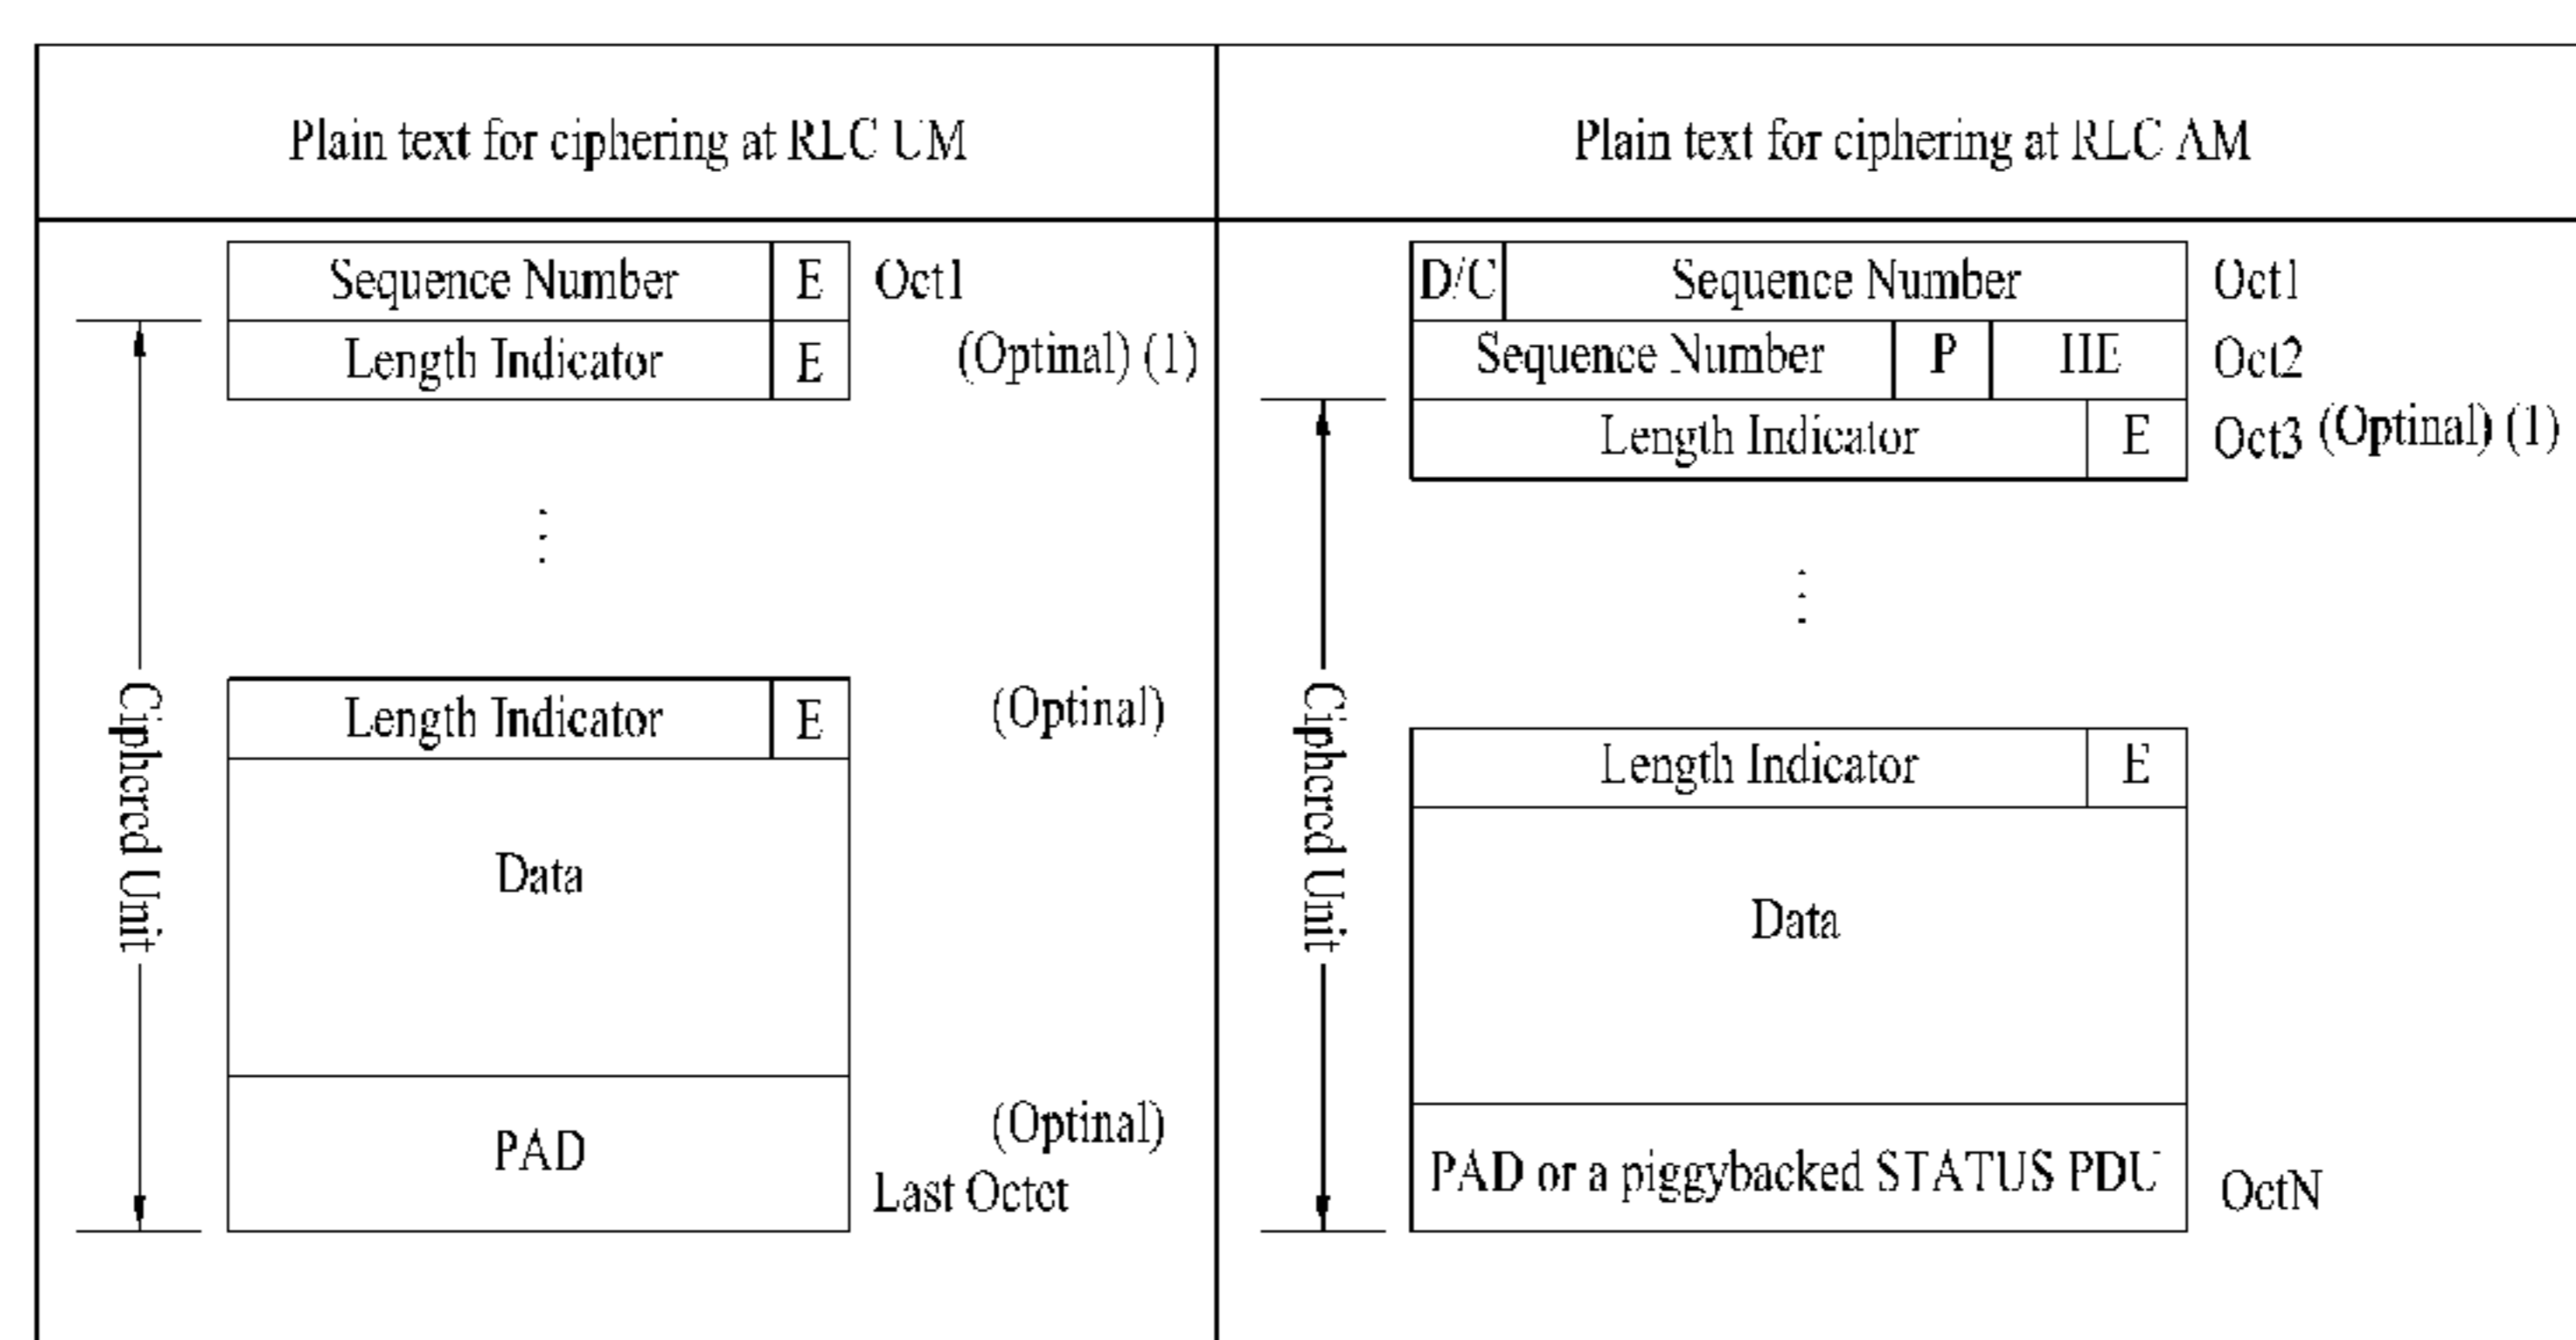 Plain text for ciphering at RLC UM
Sequence Number E Oct1
Length Indicator E (Optinal) (1)
Length Indicator E (Optinal)
Data
PAD (Optinal)
Last Octet
Ciphered Unit
Plain text for ciphering at RLC AM
D/C Sequence Number Oct1
Sequence Number P HE Oct2
Length Indicator E Oct3 (Optinal) (1)
Length Indicator E
Data
PAD or a piggybacked STATUS PDU OctN
Ciphered Unit